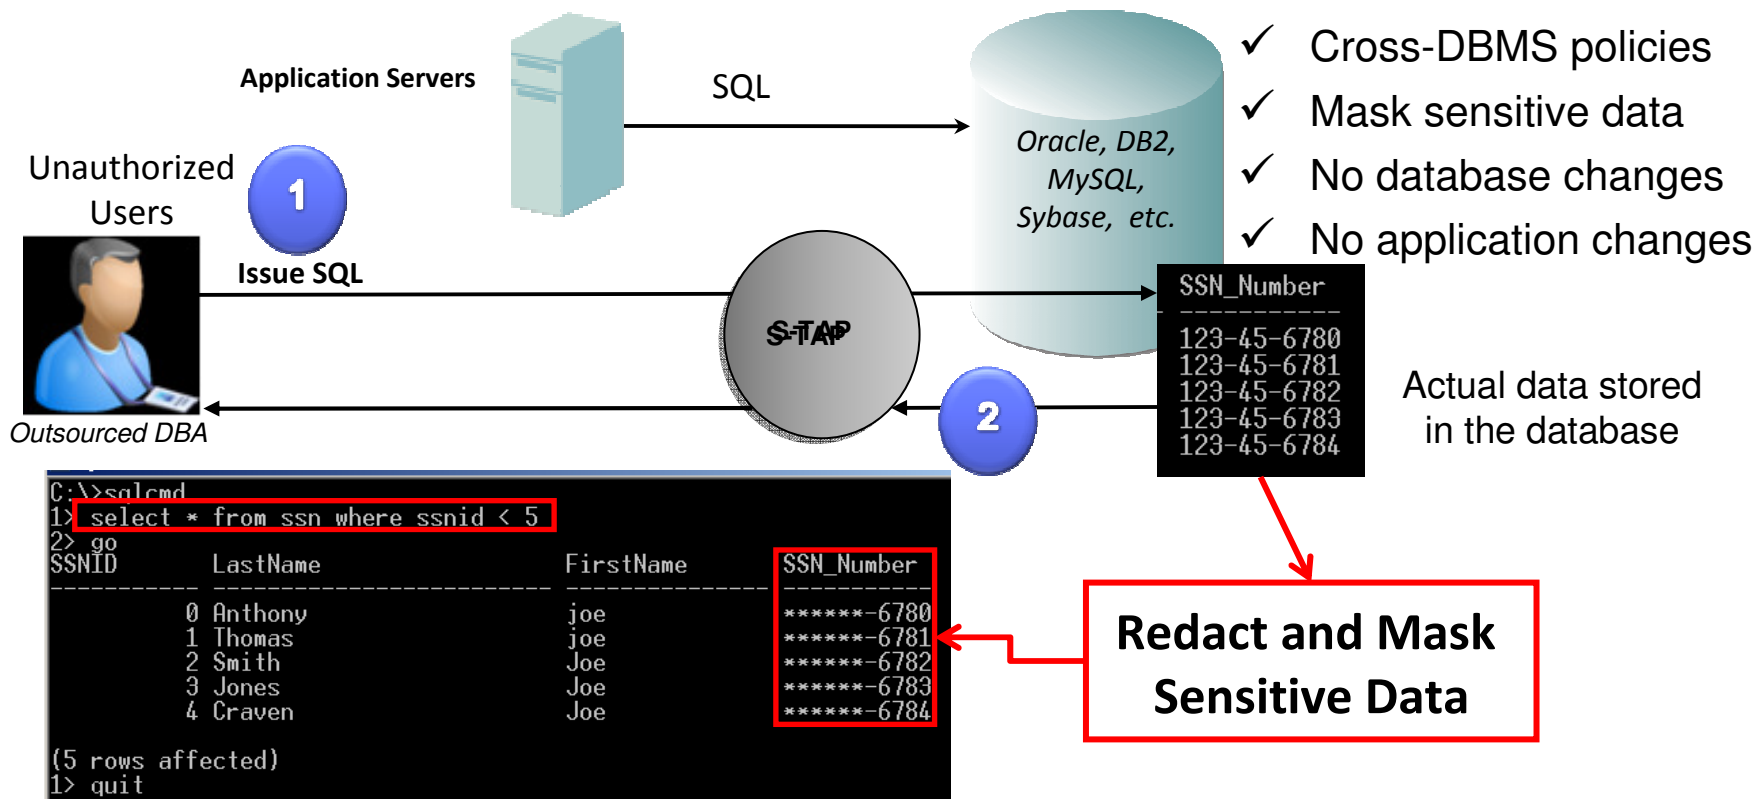 Application Servers
SQL
Oracle, DB2,
MySQL,
Sybase, etc.
✓ Cross-DBMS policies
✓ Mask sensitive data
✓ No database changes
✓ No application changes
Unauthorized
Users
1
Issue SQL
S-TAP
S-TAP
Outsourced DBA
2
SSN_Number
-----------
123-45-6780
123-45-6781
123-45-6782
123-45-6783
123-45-6784
Actual data stored
in the database
C:\>sqlcmd
1> select * from ssn where ssnid < 5
2> go
SSNID LastName FirstName SSN_Number
0 Anthony joe ******-6780
1 Thomas joe ******-6781
2 Smith Joe ******-6782
3 Jones Joe ******-6783
4 Craven Joe ******-6784
(5 rows affected)
1> quit
Redact and Mask
Sensitive Data